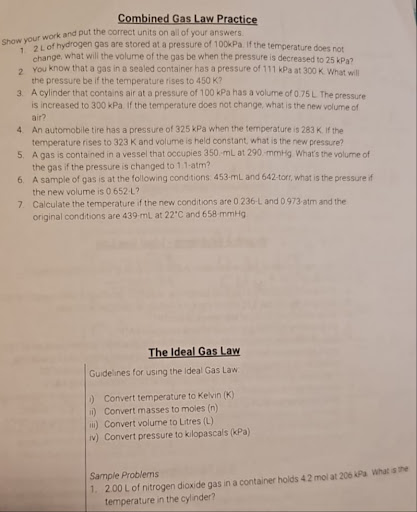 Combined Gas Law Practice
Show your work and put the correct units on all of your answers.
1. 2 L of hydrogen gas are stored at a pressure of 100kPa. If the temperature does not
change, what will the volume of the gas be when the pressure is decreased to 25 kPa?
2. You know that a gas in a sealed container has a pressure of 111 kPa at 300 K. What will
the pressure be if the temperature rises to 450 K?
3. A cylinder that contains air at a pressure of 100 kPa has a volume of 0.75 L. The pressure
is increased to 300 kPa. If the temperature does not change, what is the new volume of
air?
4. An automobile tire has a pressure of 325 kPa when the temperature is 283 K. If the
temperature rises to 323 K and volume is held constant, what is the new pressure?
5. A gas is contained in a vessel that occupies 350.-mL at 290.-mmHg. What's the volume of
the gas if the pressure is changed to 1.1-atm?
6. A sample of gas is at the following conditions: 453-mL and 642-torr, what is the pressure if
the new volume is 0.652-L?
7. Calculate the temperature if the new conditions are 0.236-L and 0.973-atm and the
original conditions are 439-mL at 22°C and 658-mmHg.
The Ideal Gas Law
Guidelines for using the Ideal Gas Law:
i) Convert temperature to Kelvin (K)
ii) Convert masses to moles (n)
iii) Convert volume to Litres (L)
iv) Convert pressure to kilopascals (kPa)
Sample Problems
1. 2.00 L of nitrogen dioxide gas in a container holds 4.2 mol at 206 kPa. What is the
temperature in the cylinder?